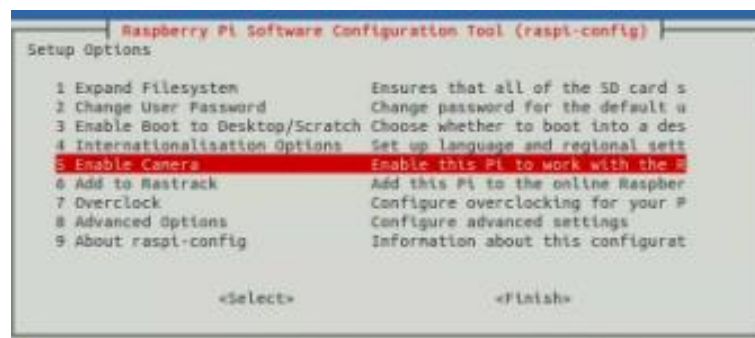 Raspberry Pi Software Configuration Tool (raspi-config)
Setup Options
1 Expand Filesystem Ensures that all of the SD card s
2 Change User Password Change password for the default u
3 Enable Boot to Desktop/Scratch Choose whether to boot into a des
4 Internationalisation Options Set up language and regional sett
5 Enable Camera Enable this Pi to work with the R
6 Add to Rastrack Add this Pi to the online Raspber
7 Overclock Configure overclocking for your P
8 Advanced Options Configure advanced settings
9 About raspi-config Information about this configurat
<Select> <Finish>